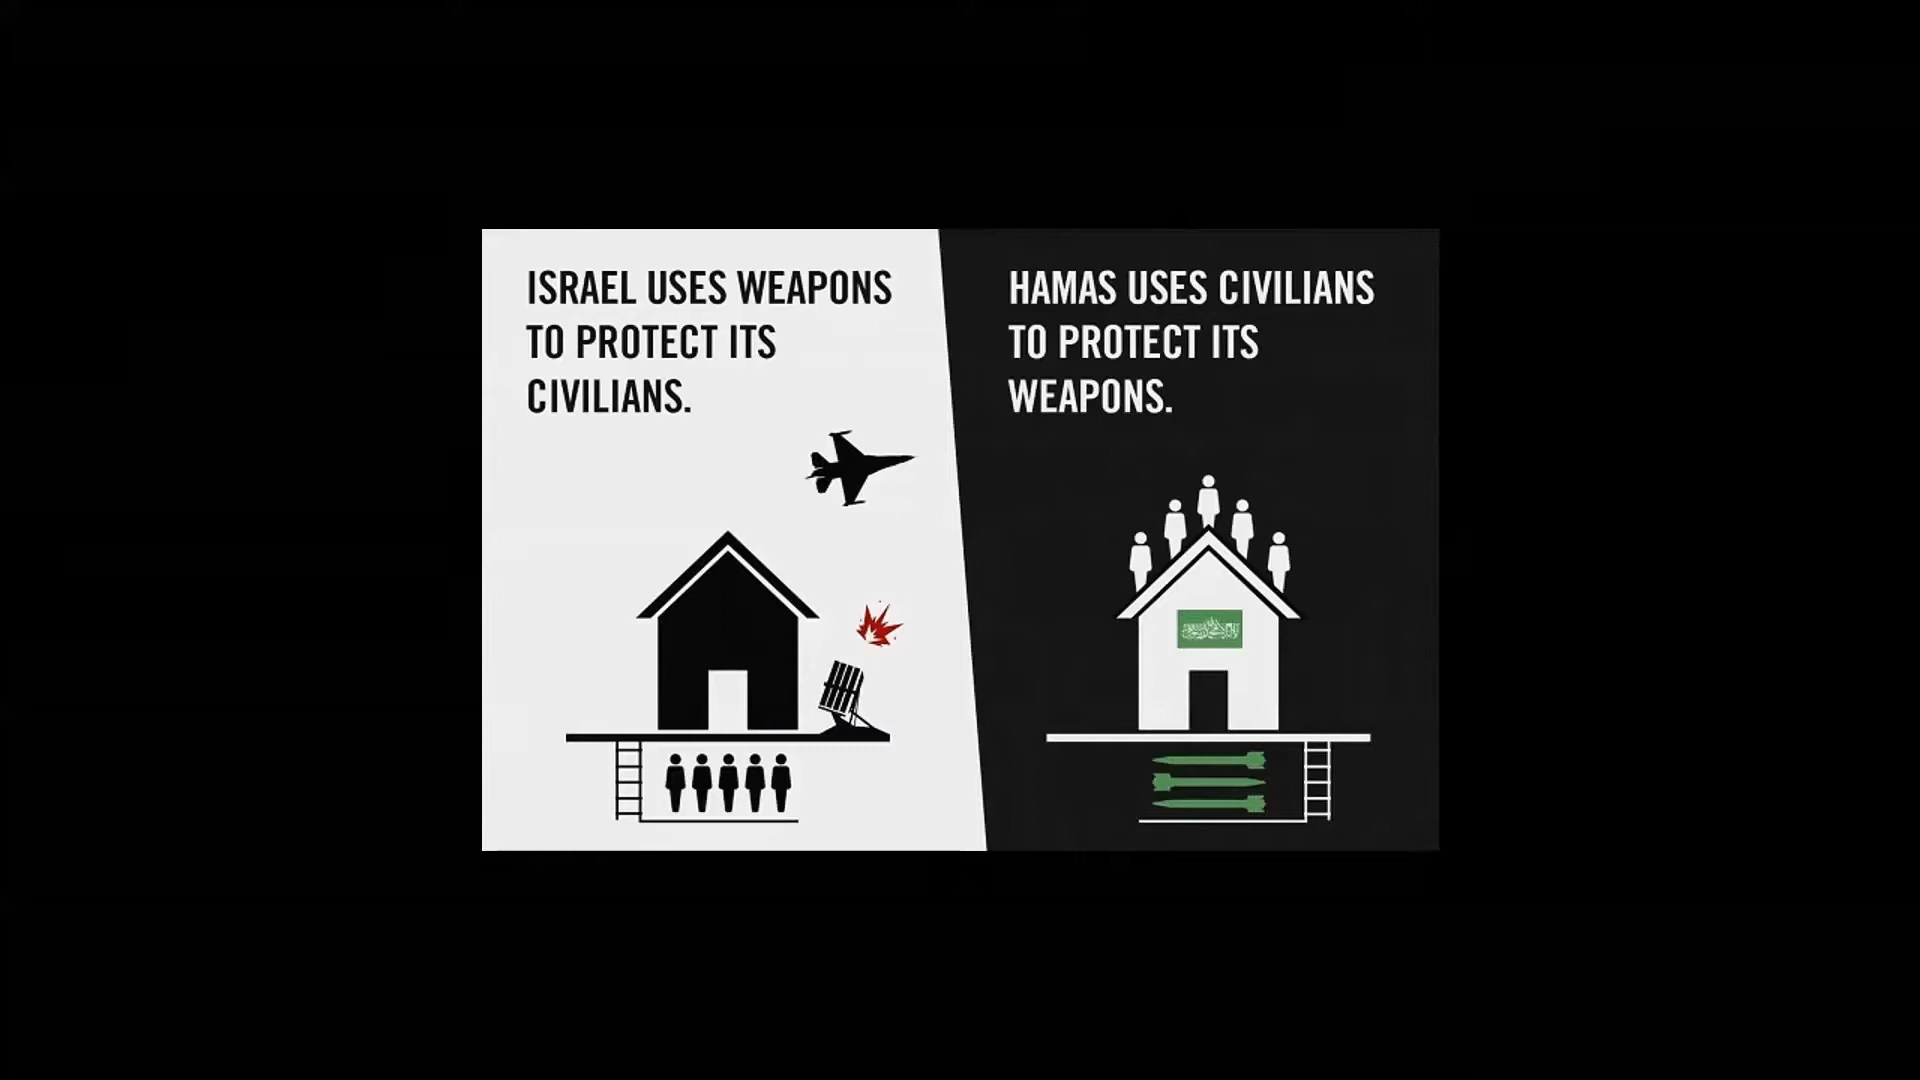 ISRAEL USES WEAPONS
TO PROTECT ITS
CIVILIANS.
HAMAS USES CIVILIANS
TO PROTECT ITS
WEAPONS.